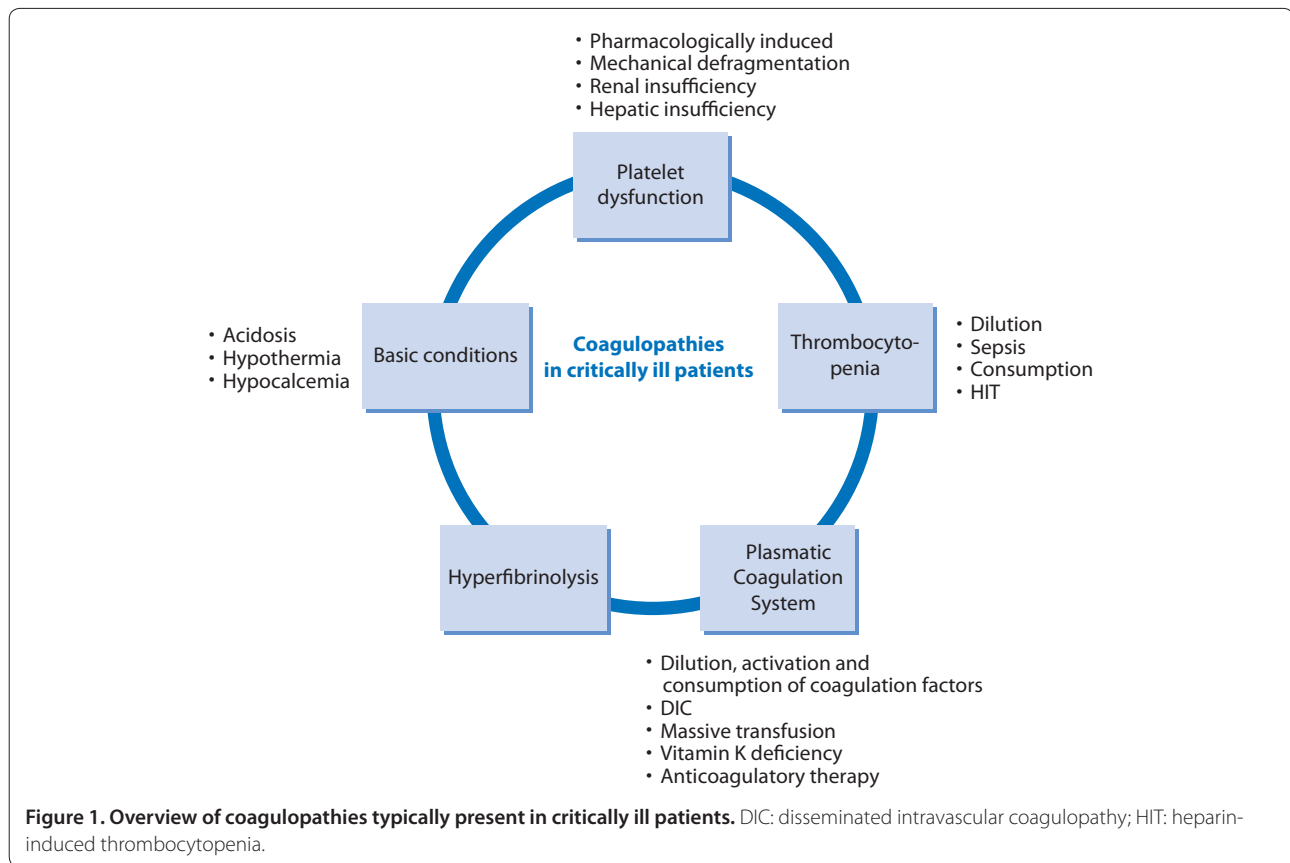 • Pharmacologically induced
• Mechanical defragmentation
• Renal insufficiency
• Hepatic insufficiency
Platelet
dysfunction
• Acidosis
• Hypothermia
• Hypocalcemia
Basic conditions
Coagulopathies
in critically ill patients
Thrombocyto-
penia
• Dilution
• Sepsis
• Consumption
• HIT
Hyperfibrinolysis
Plasmatic
Coagulation
System
• Dilution, activation and
consumption of coagulation factors
• DIC
• Massive transfusion
• Vitamin K deficiency
• Anticoagulatory therapy
Figure 1. Overview of coagulopathies typically present in critically ill patients. DIC: disseminated intravascular coagulopathy; HIT: heparin-
induced thrombocytopenia.